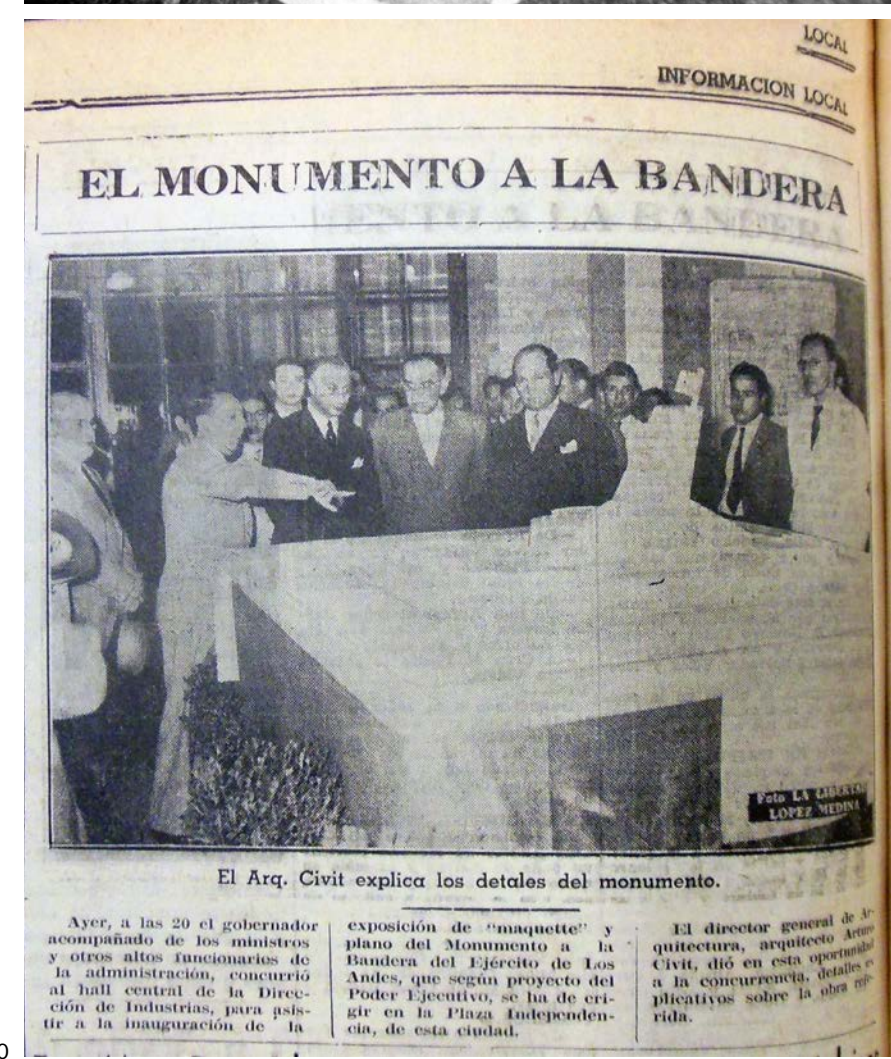 LOCAL
INFORMACION LOCAL
EL MONUMENTO A LA BANDERA
Foto LA LIBERTA
LOPEZ MEDINA
El Arq. Civit explica los detalles del monumento.
Ayer, a las 20 el gobernador
acompañado de los ministros
y otros altos funcionarios de
la administración, concurrió
al hall central de la Direc-
ción de Industrias, para asis-
tir a la inauguración de la
exposición de "maquette" y
plano del Monumento a la
Bandera del Ejército de Los
Andes, que según proyecto del
Poder Ejecutivo, se ha de eri-
gir en la Plaza Independen-
cia, de esta ciudad.
El director general de Ar-
quitectura, arquitecto Arturo
Civit, dió en esta oportunidad
a la concurrencia, detalles ex
plicativos sobre la obra refe-
rida.